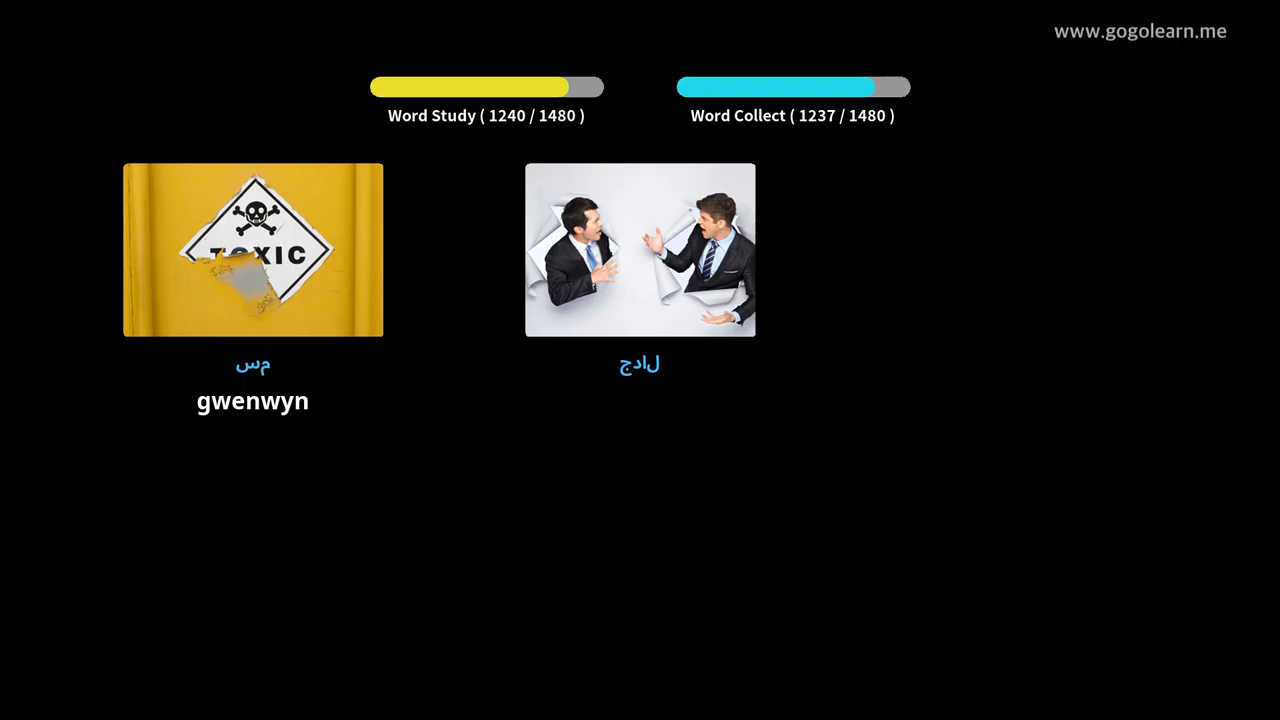 www.gogolearn.me
Word Study ( 1240 / 1480 )
Word Collect ( 1237 / 1480 )
TOXIC
سم
جدال
gwenwyn